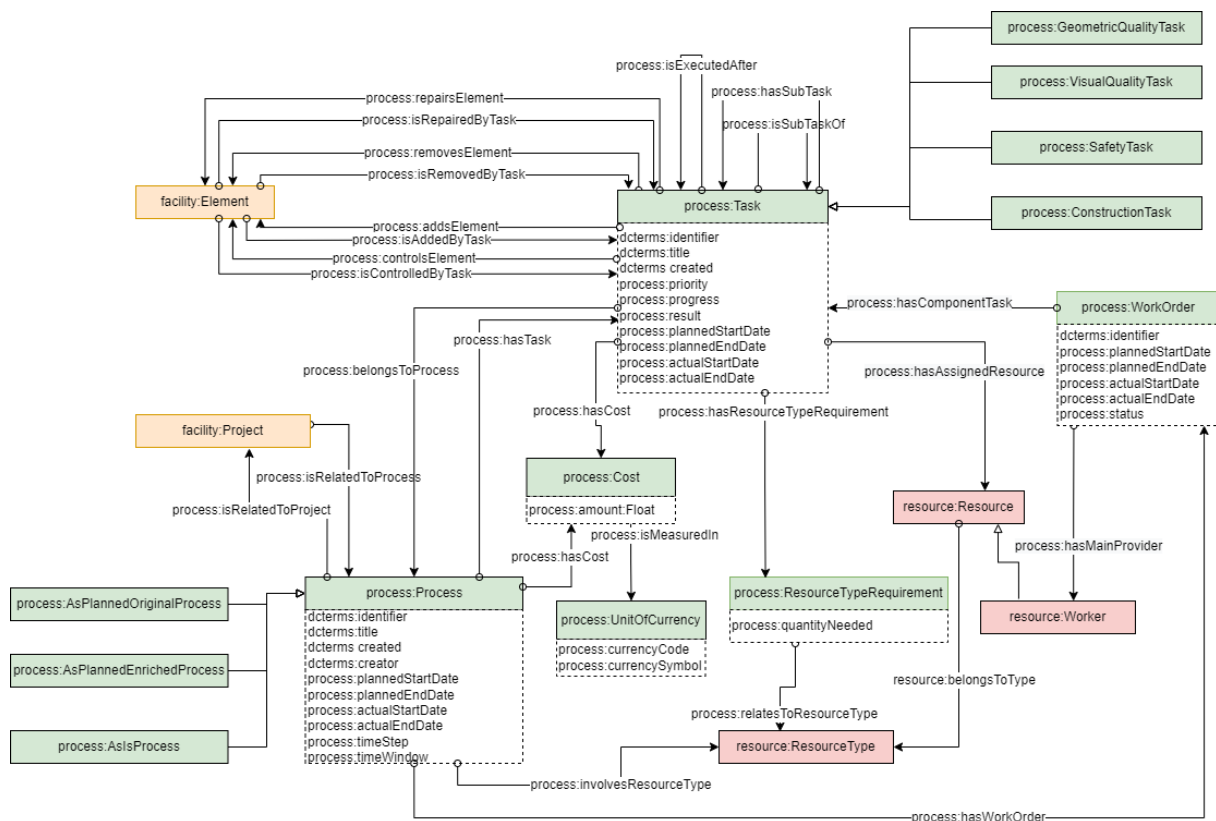 process:GeometricQualityTask
process:isExecutedAfter
process:VisualQualityTask
process:hasSubTask
process:repairsElement
process:isRepairedByTask
process:isSubTaskOf
process:SafetyTask
process:removesElement
process:isRemovedByTask
facility:Element
process:Task
process:ConstructionTask
process:addsElement
process:isAddedByTask
process:controlsElement
process:isControlledByTask
dcterms:identifier
dcterms:title
dcterms created
process:priority
process:progress
process:result
process:plannedStartDate
process:plannedEndDate
process:actualStartDate
process:actualEndDate
process:hasComponentTask
process:WorkOrder
dcterms:identifier
process:plannedStartDate
process:plannedEndDate
process:actualStartDate
process:actualEndDate
process:status
process:hasTask
process:belongsToProcess
process:hasAssignedResource
process:hasCost
process:hasResourceTypeRequirement
facility:Project
process:isRelatedToProcess
process:isRelatedToProject
process:Cost
process:amount:Float
process:isMeasuredIn
process:hasCost
resource:Resource
process:hasMainProvider
resource:Worker
process:AsPlannedOriginalProcess
process:AsPlannedEnrichedProcess
process:AsIsProcess
process:Process
dcterms:identifier
dcterms:title
dcterms created
dcterms:creator
process:plannedStartDate
process:plannedEndDate
process:actualStartDate
process:actualEndDate
process:timeStep
process:timeWindow
process:UnitOfCurrency
process:currencyCode
process:currencySymbol
process:ResourceTypeRequirement
process:quantityNeeded
resource:belongsToType
process:relatesToResourceType
resource:ResourceType
process:involvesResourceType
process:hasWorkOrder